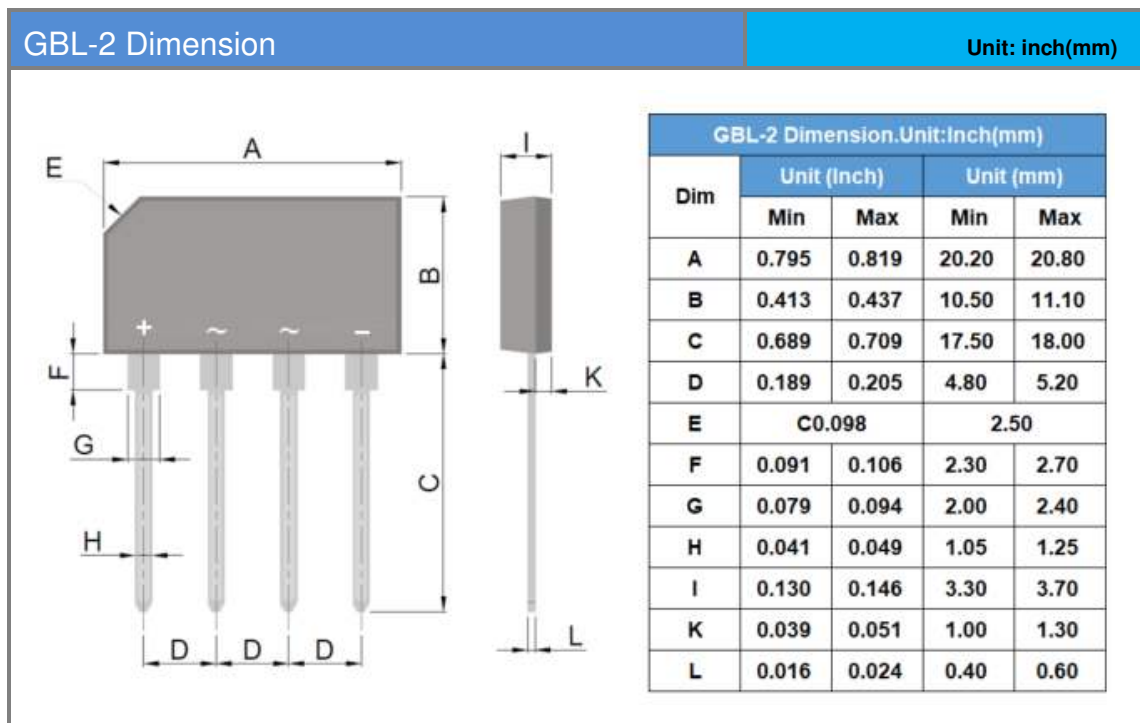 GBL-2 Dimension
Unit: inch(mm)
A
E
B
+ ~ ~ -
F
G
C
H
D D D
I
K
L
GBL-2 Dimension.Unit:Inch(mm)
Dim Unit (Inch) Unit (mm)
Min Max Min Max
A 0.795 0.819 20.20 20.80
B 0.413 0.437 10.50 11.10
C 0.689 0.709 17.50 18.00
D 0.189 0.205 4.80 5.20
E C0.098 2.50
F 0.091 0.106 2.30 2.70
G 0.079 0.094 2.00 2.40
H 0.041 0.049 1.05 1.25
I 0.130 0.146 3.30 3.70
K 0.039 0.051 1.00 1.30
L 0.016 0.024 0.40 0.60